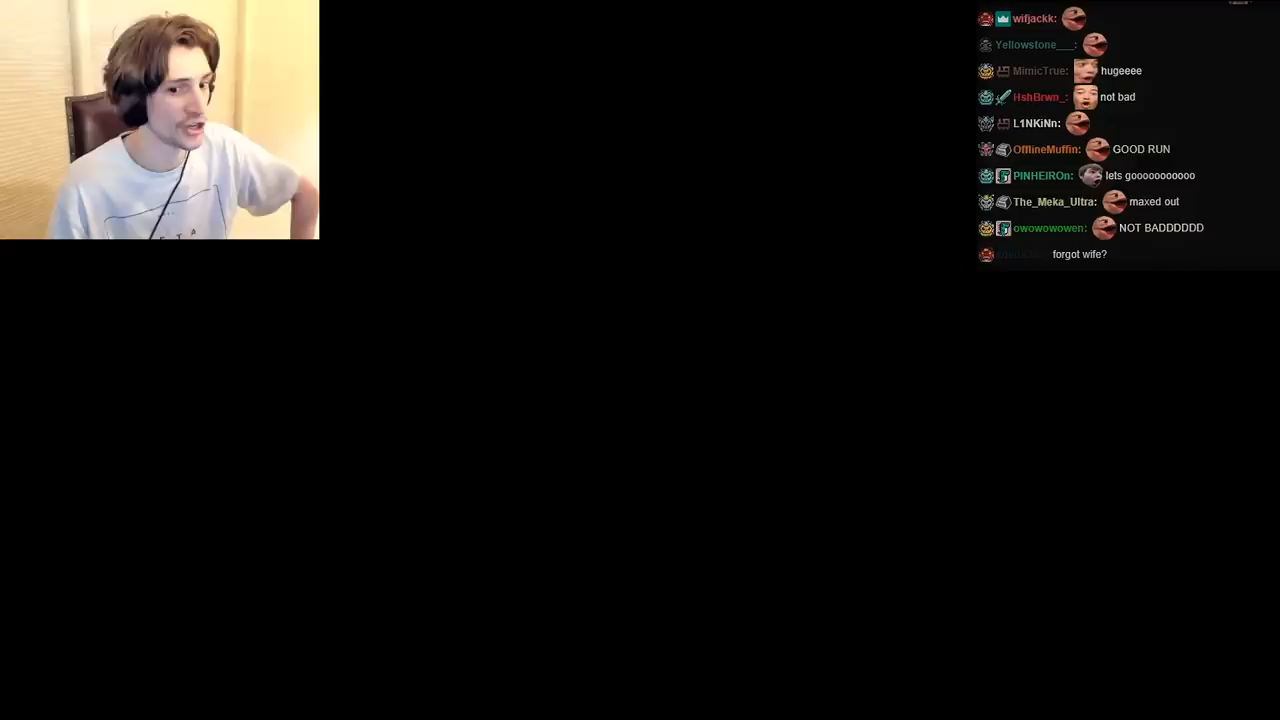 wifjackk:
Yellowstone___:
MimicTrue: hugeeee
HshBrwn_: not bad
L1NKiNn:
OfflineMuffin: GOOD RUN
PINHEIROn: lets gooooooooooo
The_Meka_Ultra: maxed out
owowowowen: NOT BADDDDDD
forgot wife?